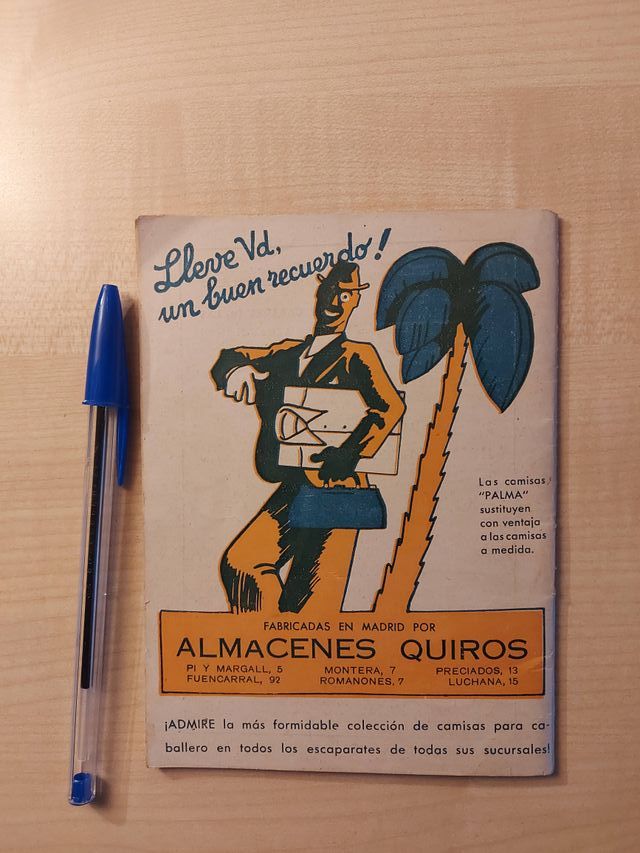 Lleve Vd,
un buen recuerdo!
Las camisas
"PALMA"
sustituyen
con ventaja
a las camisas
a medida.
FABRICADAS EN MADRID POR
ALMACENES QUIROS
PI Y MARGALL, 5 MONTERA, 7 PRECIADOS, 13
FUENCARRAL, 92 ROMANONES, 7 LUCHANA, 15
¡ADMIRE la más formidable colección de camisas para ca-
ballero en todos los escaparates de todas sus sucursales!